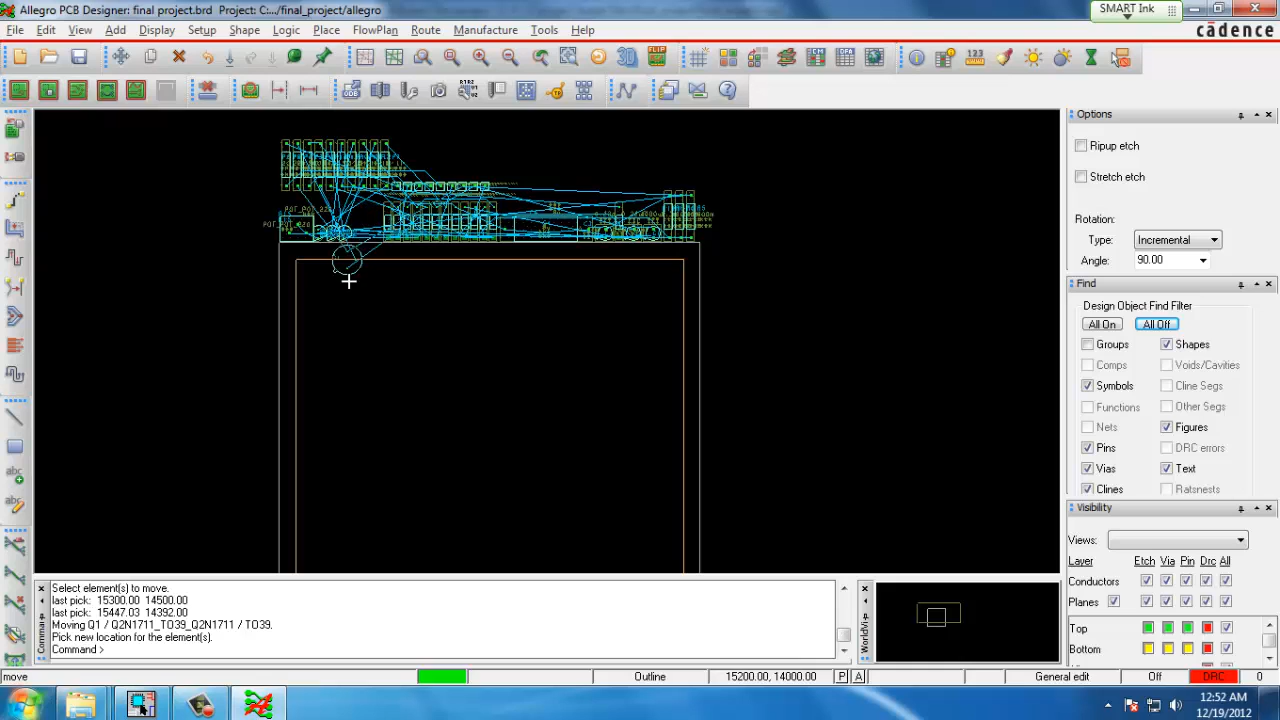 Allegro PCB Designer: final project.brd  Project: C:.../final_project/allegro
SMART Ink
File Edit View Add Display Setup Shape Logic Place FlowPlan Route Manufacture Tools Help
cādence
Options
Ripup etch
Stretch etch
Rotation:
Type: Incremental
Angle: 90.00
Find
Design Object Find Filter
All On All Off
Groups Shapes
Comps Voids/Cavities
Symbols Cline Segs
Functions Other Segs
Nets Figures
Pins DRC errors
Vias Text
Clines Ratsnests
Visibility
Views:
Layer Etch Via Pin Drc All
Conductors
Planes
Top
Bottom
Select element(s) to move.
last pick: 15300.00 14500.00
last pick: 15447.03 14392.00
Moving Q1 / Q2N1711_TO39_Q2N1711 / TO39.
Pick new location for the element(s).
Command >
move Outline 15200.00, 14000.00 P A General edit Off DRC 0
12:52 AM
12/19/2012